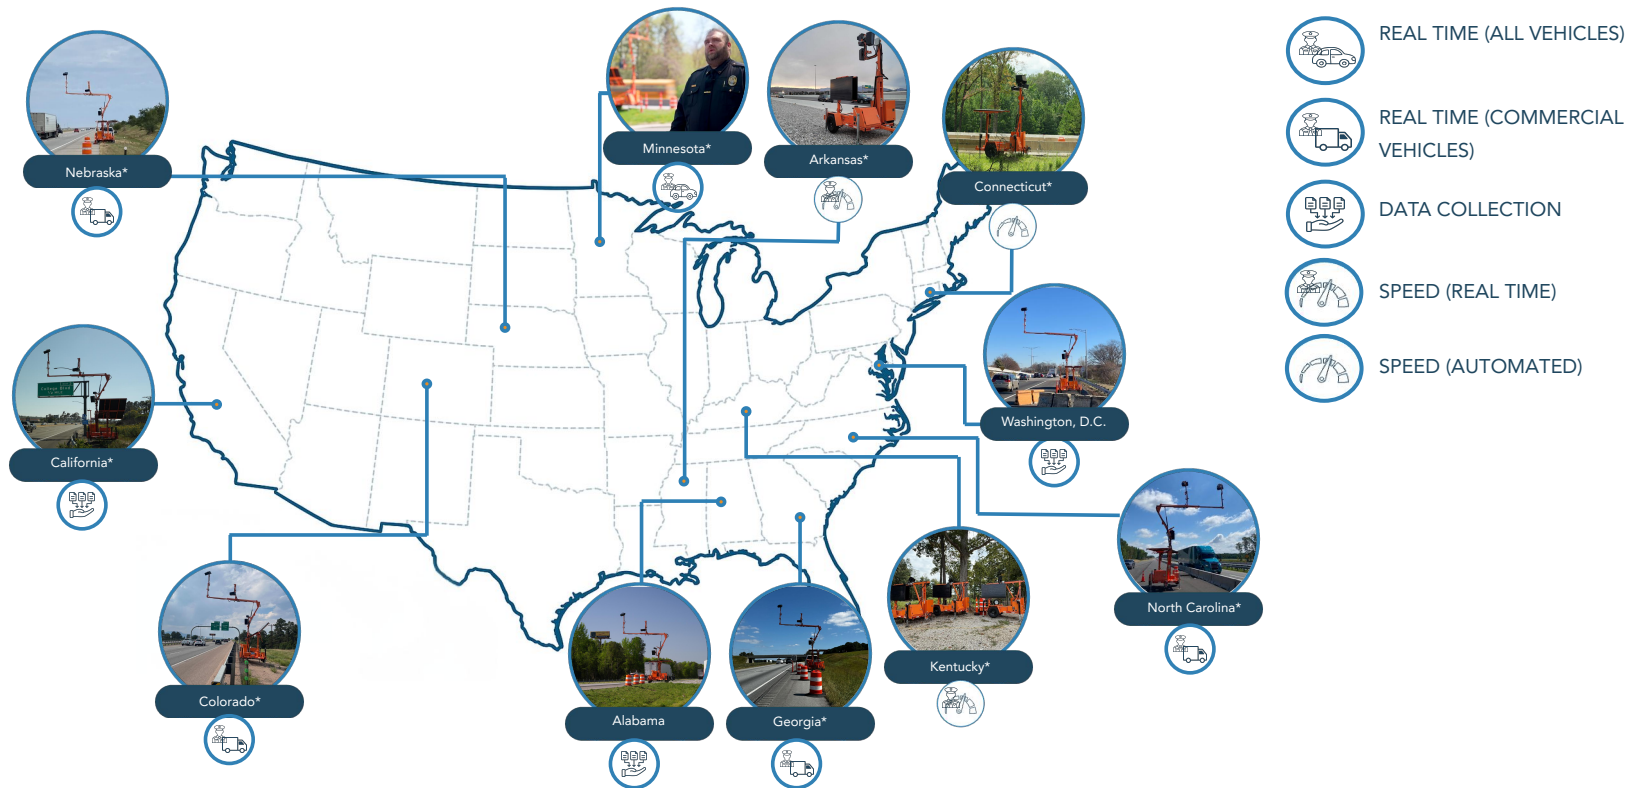 REAL TIME (ALL VEHICLES)
REAL TIME (COMMERCIAL
VEHICLES)
DATA COLLECTION
SPEED (REAL TIME)
SPEED (AUTOMATED)
Minnesota*
Arkansas*
Nebraska*
Connecticut*
Washington, D.C.
California*
North Carolina*
Kentucky*
Colorado*
Alabama
Georgia*